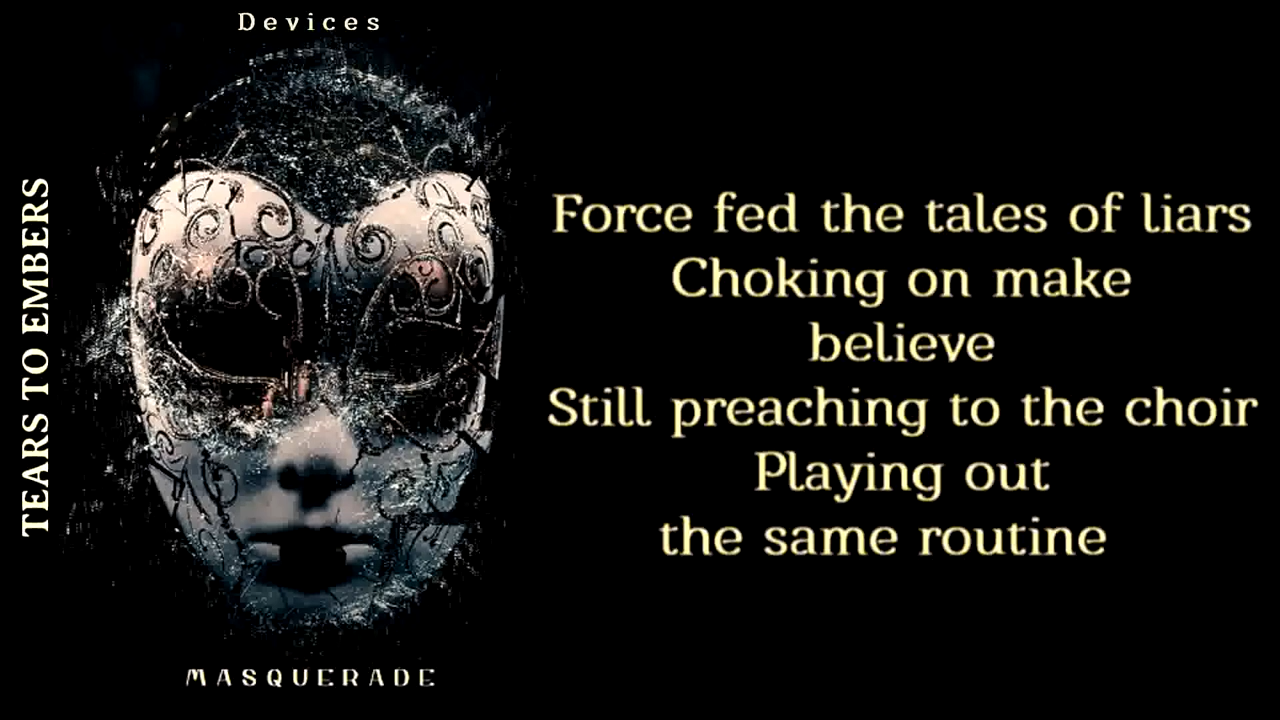 Devices
TEARS TO EMBERS
MASQUERADE
Force fed the tales of liars
Choking on make
believe
Still preaching to the choir
Playing out
the same routine